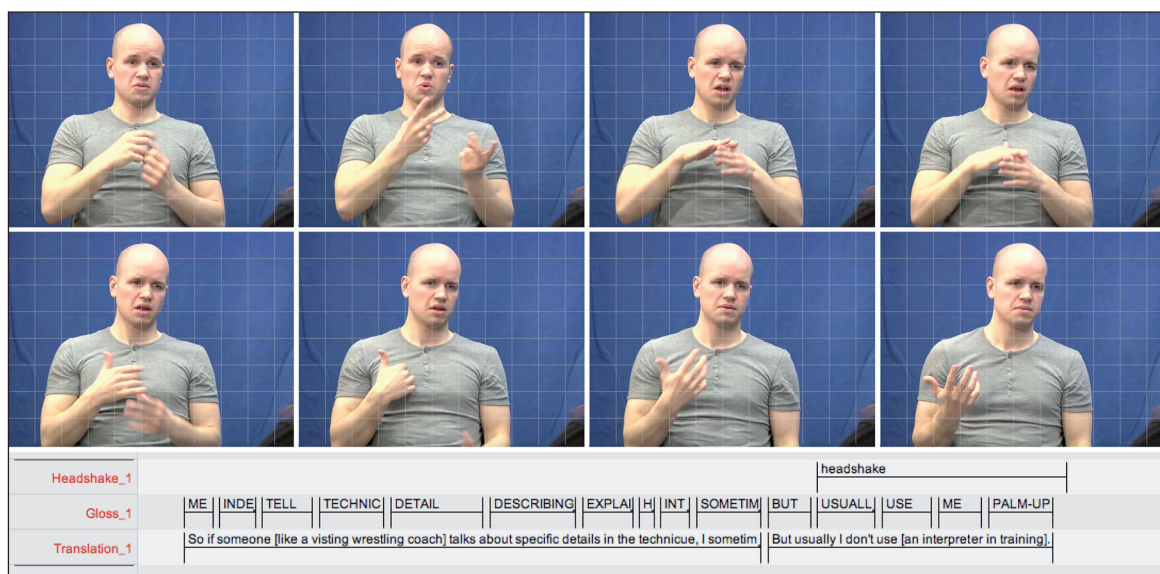 Headshake_1
headshake
Gloss_1
ME INDE TELL TECHNIC DETAIL DESCRIBING EXPLAI H INT SOMETIM BUT USUALL USE ME PALM-UP
Translation_1
So if someone [like a visting wrestling coach] talks about specific details in the technicue, I sometim But usually I don't use [an interpreter in training].